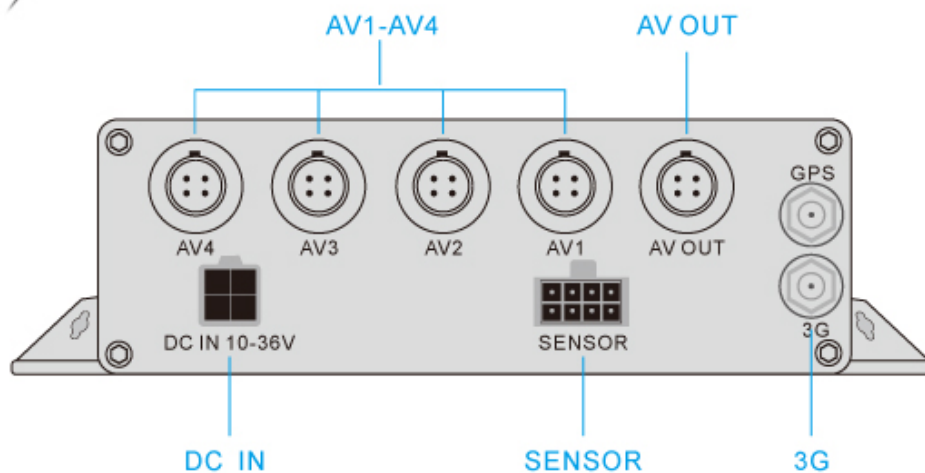 AV1-AV4 AV OUT
GPS
AV4 AV3 AV2 AV1 AV OUT
DC IN 10-36V SENSOR 3G
DC IN SENSOR 3G